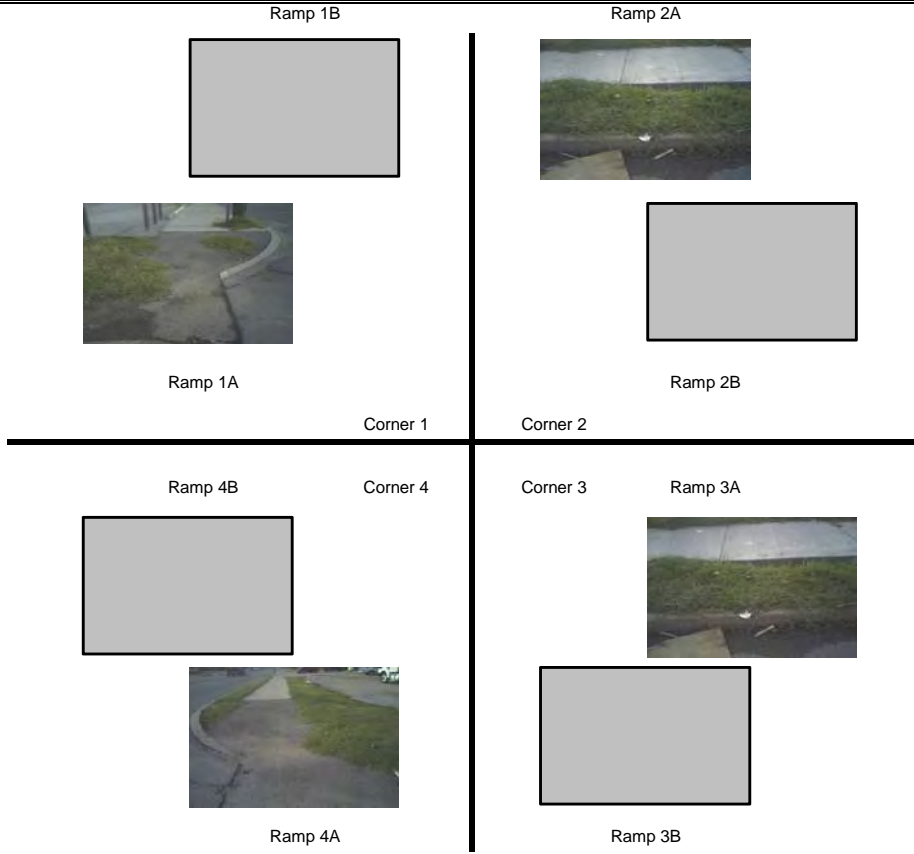 Ramp 1B Ramp 2A
Ramp 1A Ramp 2B
Corner 1 Corner 2
Ramp 4B Corner 4 Corner 3 Ramp 3A
Ramp 4A Ramp 3B